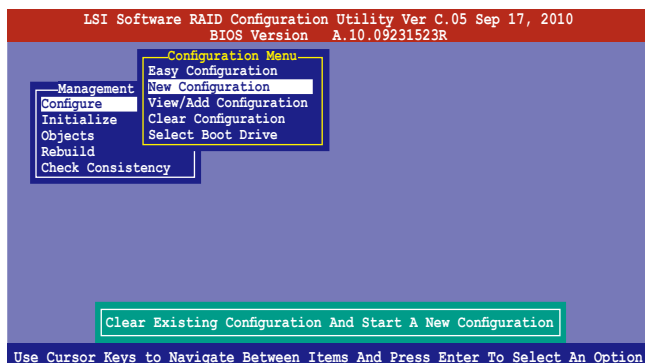 LSI Software RAID Configuration Utility Ver C.05 Sep 17, 2010
BIOS Version A.10.09231523R
Configuration Menu
Easy Configuration
New Configuration
View/Add Configuration
Clear Configuration
Select Boot Drive
Management
Configure
Initialize
Objects
Rebuild
Check Consistency
Clear Existing Configuration And Start A New Configuration
Use Cursor Keys to Navigate Between Items And Press Enter To Select An Option